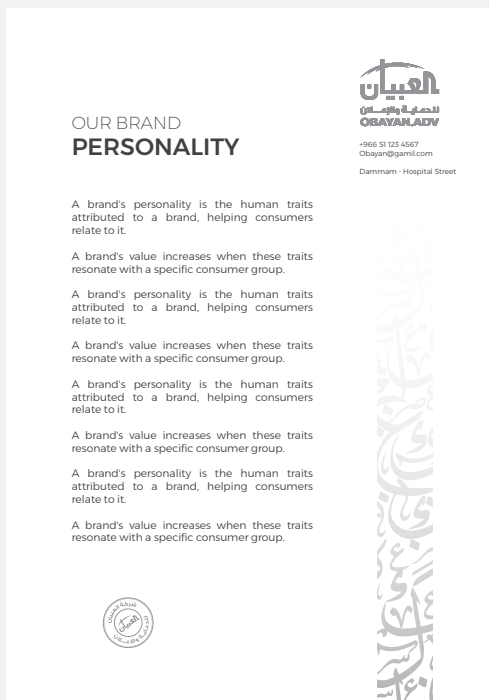 العبيان
للدعاية والإعلان
OBAYAN.ADV
+966 51 123 4567
Obayan@gamil.com
Dammam - Hospital Street
OUR BRAND
PERSONALITY
A brand's personality is the human traits
attributed to a brand, helping consumers
relate to it.
A brand's value increases when these traits
resonate with a specific consumer group.
A brand's personality is the human traits
attributed to a brand, helping consumers
relate to it.
A brand's value increases when these traits
resonate with a specific consumer group.
A brand's personality is the human traits
attributed to a brand, helping consumers
relate to it.
A brand's value increases when these traits
resonate with a specific consumer group.
A brand's personality is the human traits
attributed to a brand, helping consumers
relate to it.
A brand's value increases when these traits
resonate with a specific consumer group.
شركة العبيان
العبيان
للدعاية والإعلان